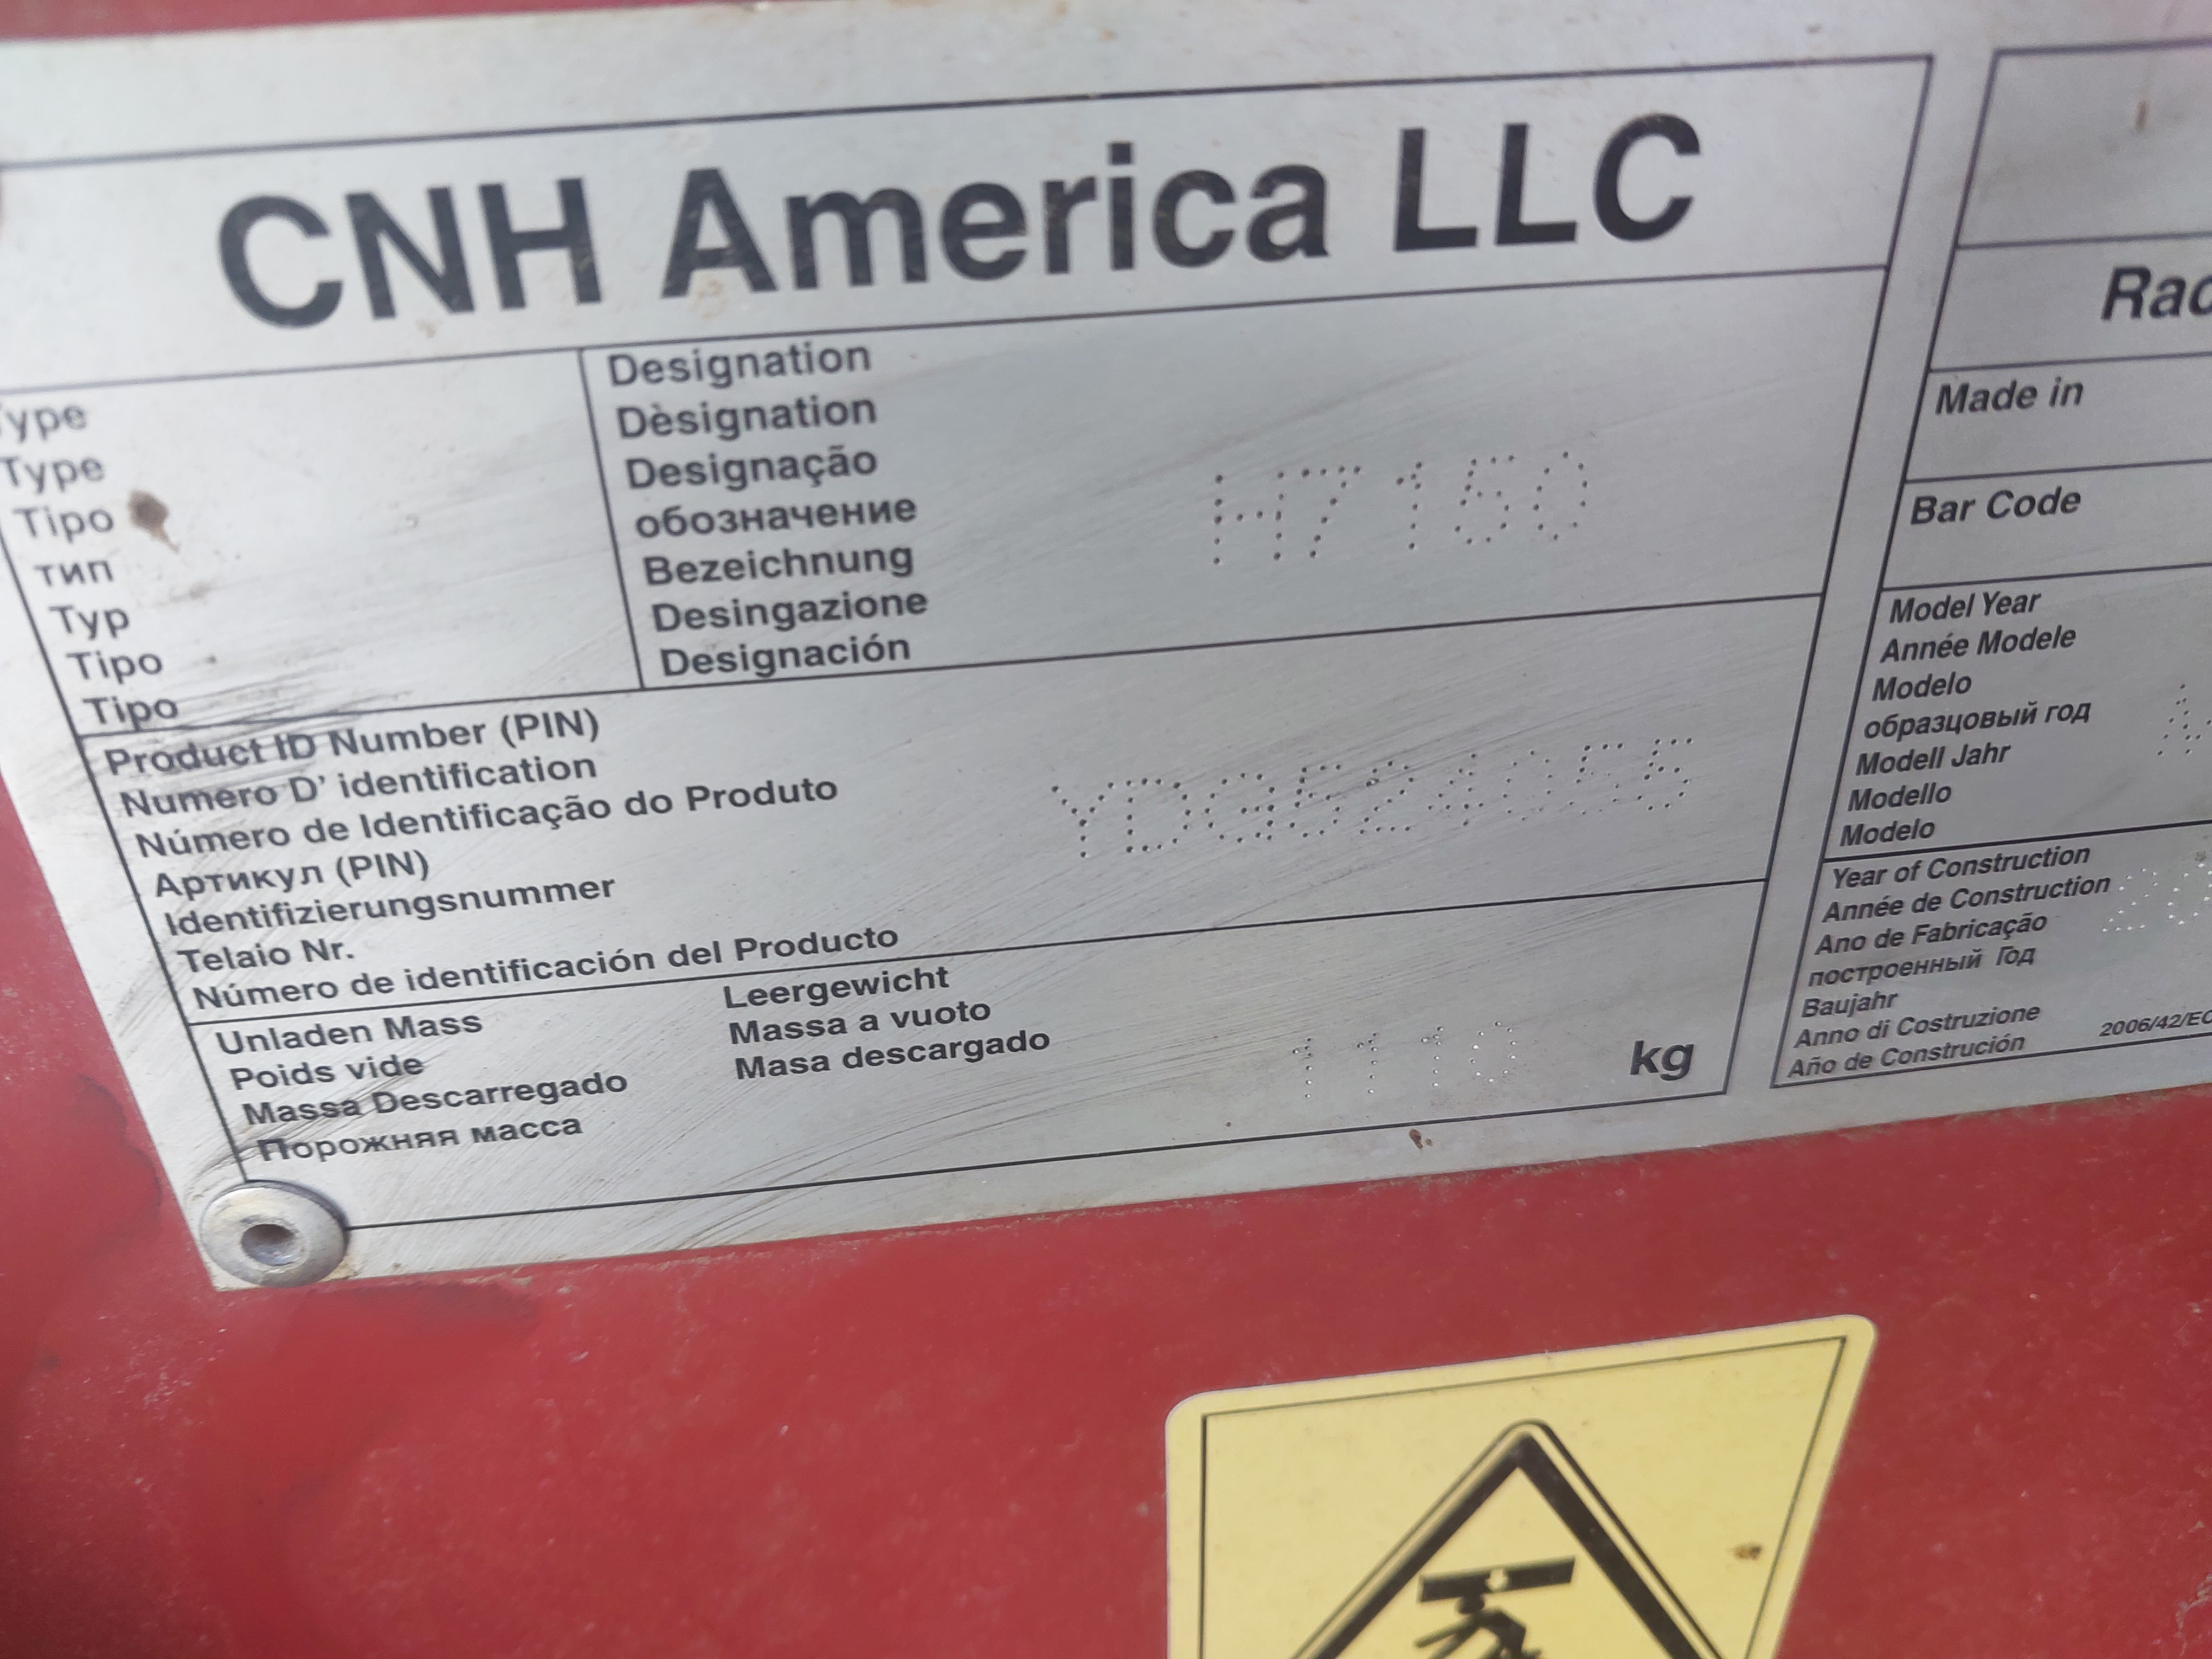 CNH America LLC
Type
Type
Tipo
тип
Typ
Tipo
Tipo
Designation
Dèsignation
Designação
обозначение
Bezeichnung
Desingazione
Designación
H7150
Product ID Number (PIN)
Numero D' identification
Número de Identificação do Produto
Артикул (PIN)
Identifizierungsnummer
Telaio Nr.
Número de identificación del Producto
Unladen Mass
Poids vide
Massa Descarregado
Порожняя масса
Leergewicht
Massa a vuoto
Masa descargado
1110 kg
Rac
Made in
Bar Code
Model Year
Année Modele
Modelo
образцовый год
Modell Jahr
Modello
Modelo
Year of Construction
Année de Construction
Ano de Fabricação
построенный Год
Baujahr
Anno di Costruzione
Año de Construción
2006/42/EC